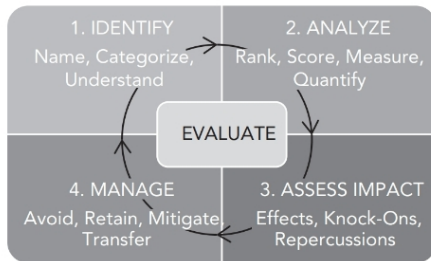 1. IDENTIFY
Name, Categorize,
Understand
2. ANALYZE
Rank, Score, Measure,
Quantify
EVALUATE
4. MANAGE
Avoid, Retain, Mitigate,
Transfer
3. ASSESS IMPACT
Effects, Knock-Ons,
Repercussions